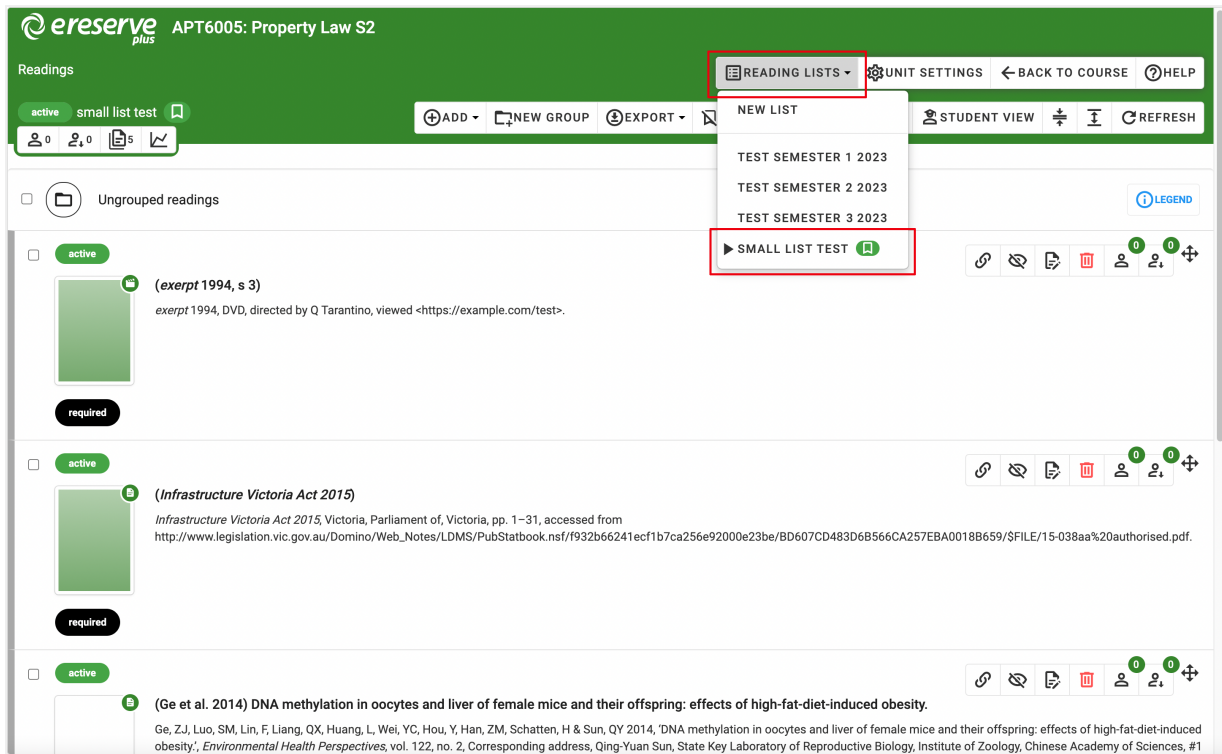 ereserve plus APT6005: Property Law S2
Readings
READING LISTS
UNIT SETTINGS
BACK TO COURSE
HELP
active small list test
ADD
NEW GROUP
EXPORT
STUDENT VIEW
REFRESH
0 0 5
NEW LIST
TEST SEMESTER 1 2023
TEST SEMESTER 2 2023
TEST SEMESTER 3 2023
SMALL LIST TEST
Ungrouped readings
LEGEND
active
0 0
(exerpt 1994, s 3)
exerpt 1994, DVD, directed by Q Tarantino, viewed <https://example.com/test>.
required
active
0 0
(Infrastructure Victoria Act 2015)
Infrastructure Victoria Act 2015, Victoria, Parliament of, Victoria, pp. 1–31, accessed from
http://www.legislation.vic.gov.au/Domino/Web_Notes/LDMS/PubStatbook.nsf/f932b66241ecf1b7ca256e92000e23be/BD607CD483D6B566CA257EBA0018B659/$FILE/15-038aa%20authorised.pdf.
required
active
0 0
(Ge et al. 2014) DNA methylation in oocytes and liver of female mice and their offspring: effects of high-fat-diet-induced obesity.
Ge, ZJ, Luo, SM, Lin, F, Liang, QX, Huang, L, Wei, YC, Hou, Y, Han, ZM, Schatten, H & Sun, QY 2014, 'DNA methylation in oocytes and liver of female mice and their offspring: effects of high-fat-diet-induced
obesity.', Environmental Health Perspectives, vol. 122, no. 2, Corresponding address, Qing-Yuan Sun, State Key Laboratory of Reproductive Biology, Institute of Zoology, Chinese Academy of Sciences, #1